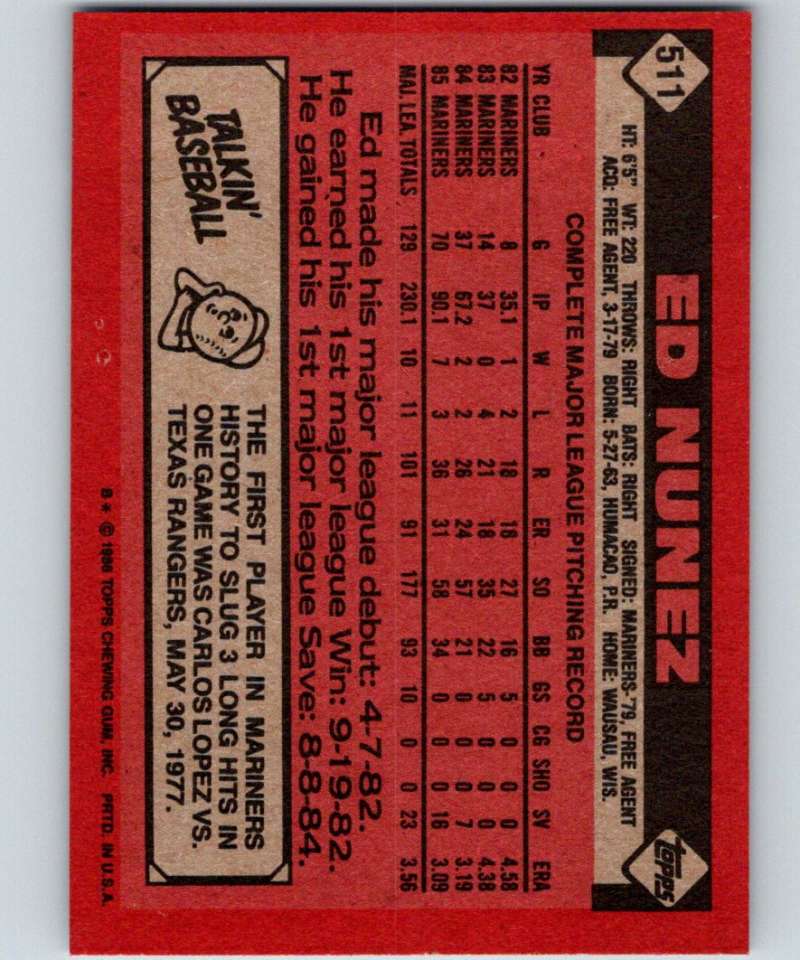 511
ED NUNEZ
topps
HT: 6'5" WT: 220 THROWS: RIGHT BATS: RIGHT SIGNED: MARINERS-'79, FREE AGENT
ACQ: FREE AGENT, 3-17-79 BORN: 5-27-63, HUMACAO, P.R. HOME: WAUSAU, WIS.
COMPLETE MAJOR LEAGUE PITCHING RECORD
YR CLUB G IP W L R ER SO BB GS CG SHO SV ERA
82 MARINERS 8 35.1 1 2 18 18 27 16 5 0 0 0 4.58
83 MARINERS 14 37 0 4 21 18 35 22 5 0 0 0 4.38
84 MARINERS 37 67.2 2 2 26 24 57 21 0 0 0 7 3.19
85 MARINERS 70 90.1 7 3 36 31 58 34 0 0 0 16 3.09
MAJ. LEA. TOTALS 129 230.1 10 11 101 91 177 93 10 0 0 23 3.56
Ed made his major league debut: 4-7-82.
He earned his 1st major league Win: 9-19-82.
He gained his 1st major league Save: 8-8-84.
TALKIN'
BASEBALL
THE FIRST PLAYER IN MARINERS
HISTORY TO SLUG 3 LONG HITS IN
ONE GAME WAS CARLOS LOPEZ VS.
TEXAS RANGERS, MAY 30, 1977.
B* © 1986 TOPPS CHEWING GUM, INC. PRTD. IN U.S.A.